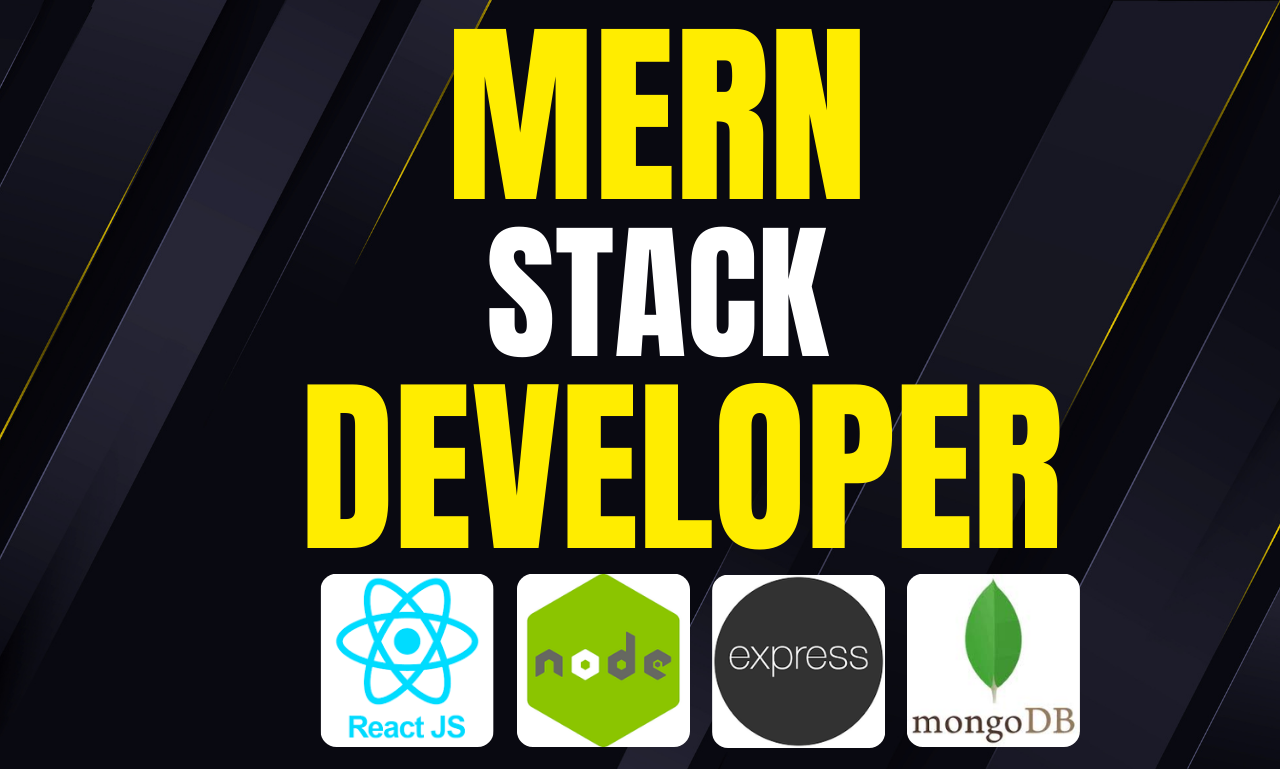 MERN
STACK
DEVELOPER
React JS
node
express
mongoDB